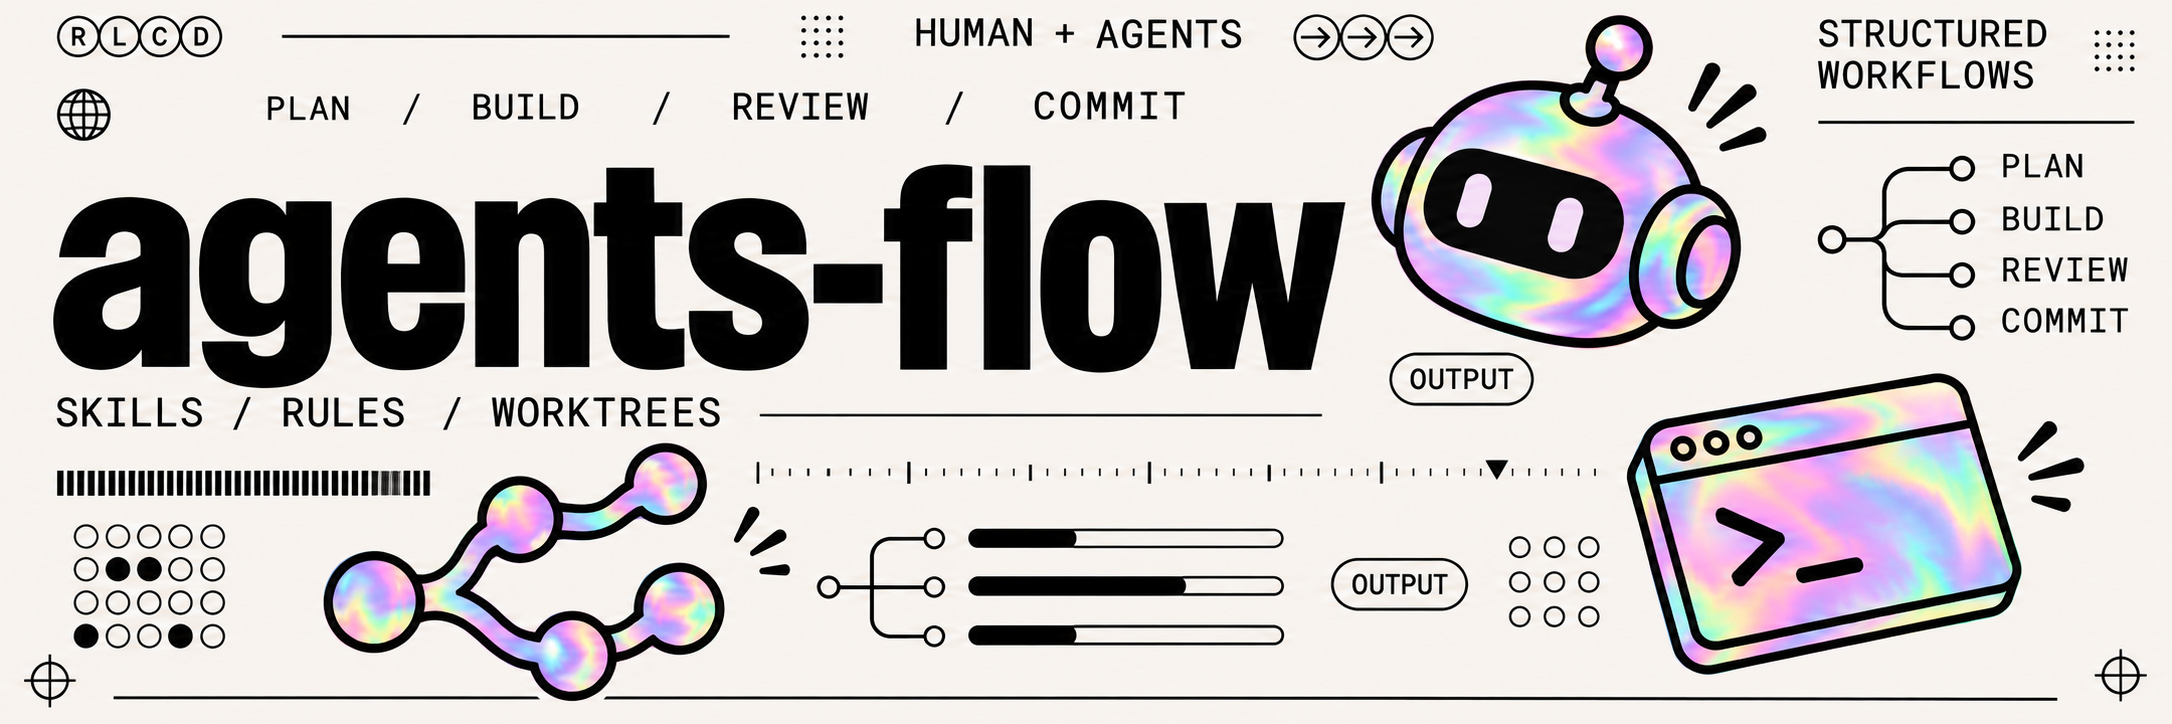 RLCD
HUMAN + AGENTS
STRUCTURED
WORKFLOWS
PLAN / BUILD / REVIEW / COMMIT
agents-flow
PLAN
BUILD
REVIEW
COMMIT
OUTPUT
SKILLS / RULES / WORKTREES
OUTPUT
>_